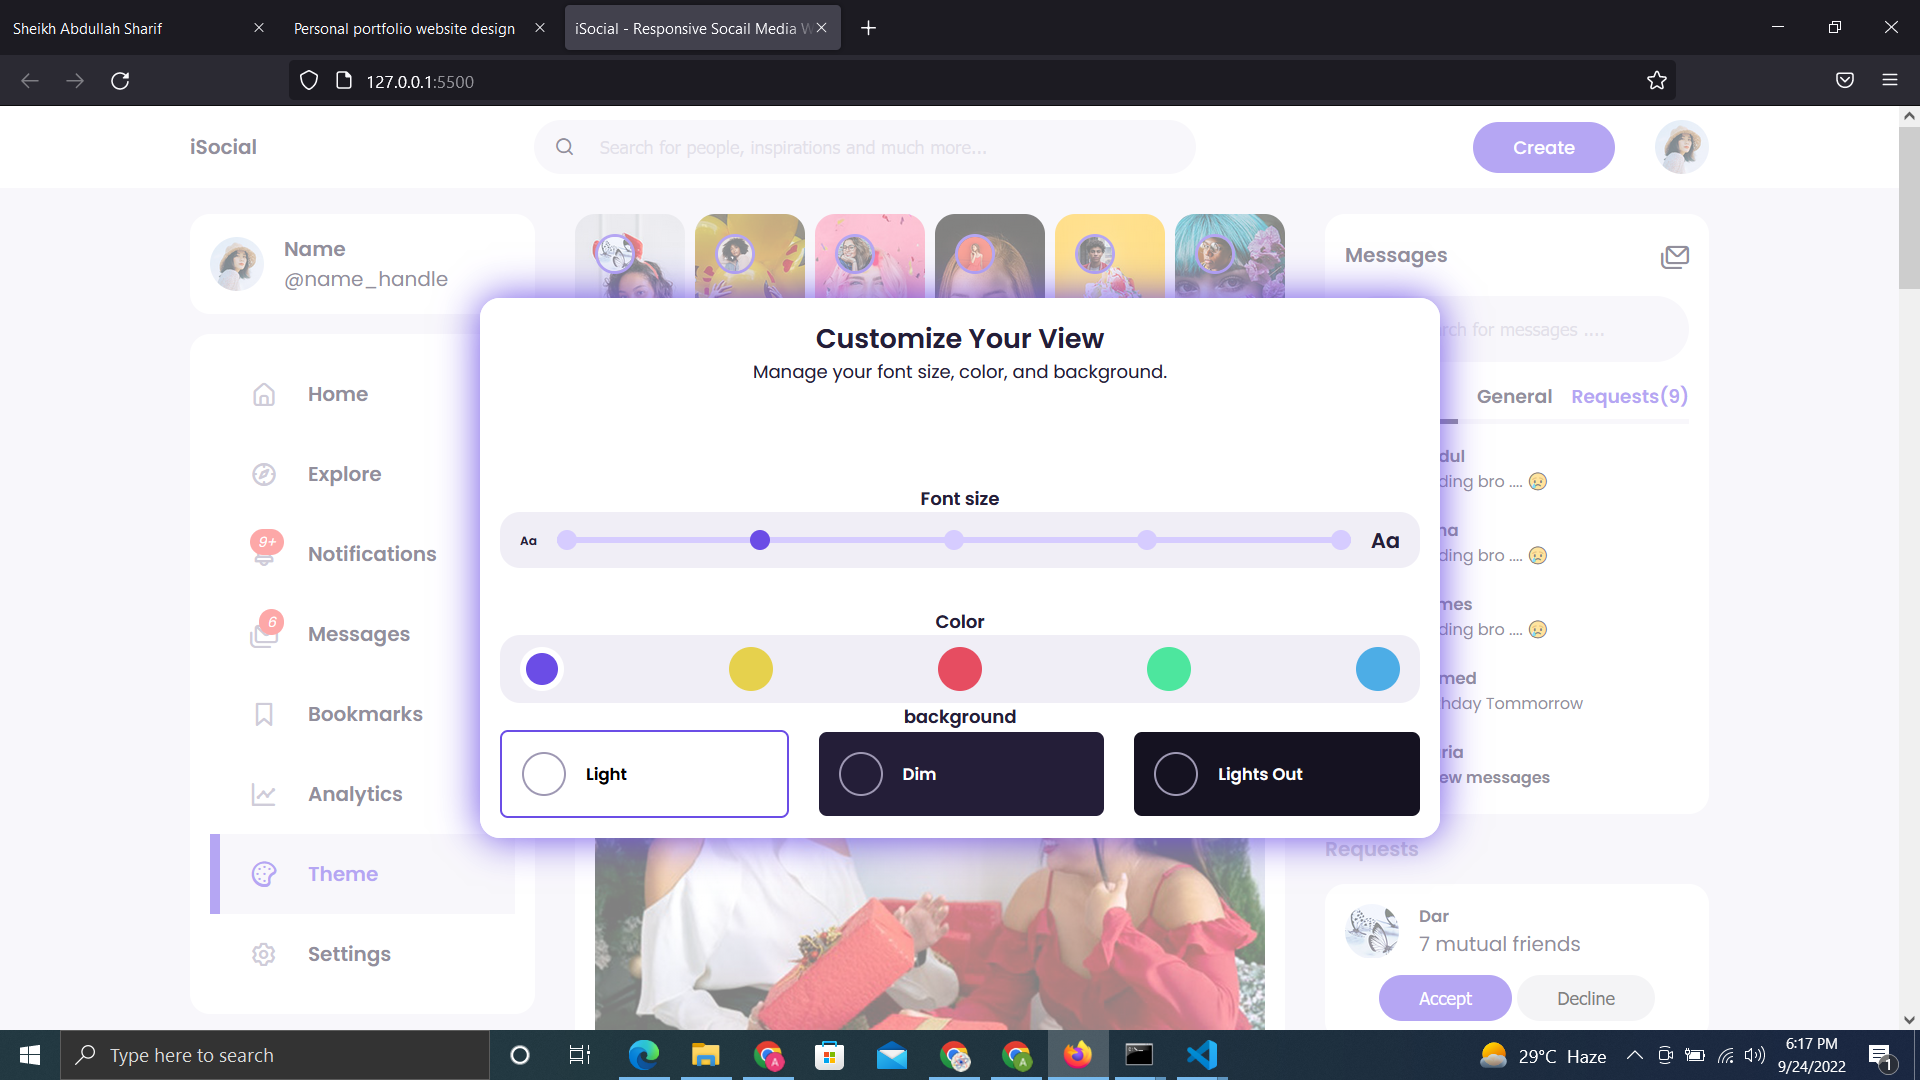 Sheikh Abdullah Sharif
Personal portfolio website design
iSocial - Responsive Socail Media W
127.0.0.1:5500
iSocial
Search for people, inspirations and much more...
Create
Name
@name_handle
Home
Explore
9+
Notifications
6
Messages
Bookmarks
Analytics
Theme
Settings
Customize Your View
Manage your font size, color, and background.
Font size
Aa
Aa
Color
background
Light
Dim
Lights Out
Messages
rch for messages ....
General
Requests(9)
dul
ding bro ....
na
ding bro ....
mes
ding bro ....
med
hday Tommorrow
ria
ew messages
Requests
Dar
7 mutual friends
Accept
Decline
Type here to search
29°C Haze
6:17 PM
9/24/2022
1